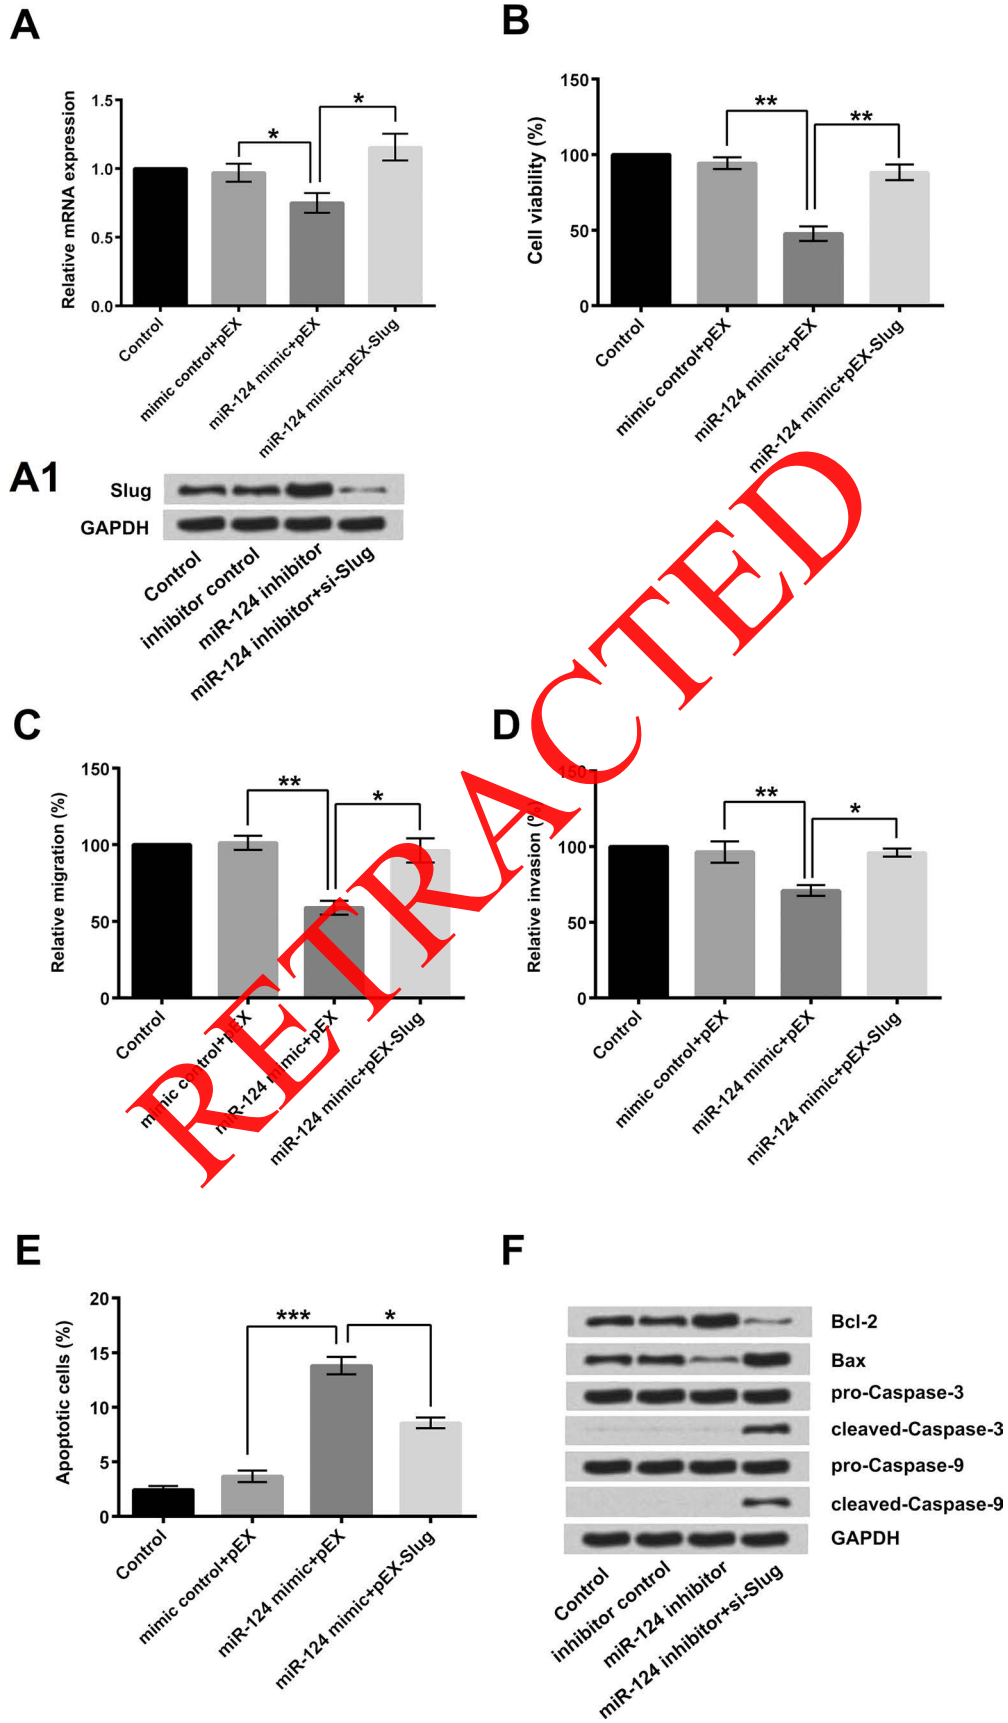 A
Relative mRNA expression
1.5
1.0
0.5
0.0
*
*
Control
mimic control+pEX
miR-124 mimic+pEX
miR-124 mimic+pEX-Slug
B
Cell viability (%)
150
100
50
0
**
**
Control
mimic control+pEX
miR-124 mimic+pEX
miR-124 mimic+pEX-Slug
A1
Slug
GAPDH
Control
inhibitor control
miR-124 inhibitor
miR-124 inhibitor+si-Slug
RETRACTED
C
Relative migration (%)
150
100
50
0
**
*
Control
mimic control+pEX
miR-124 mimic+pEX
miR-124 mimic+pEX-Slug
D
Relative invasion (%)
150
100
50
0
**
*
Control
mimic control+pEX
miR-124 mimic+pEX
miR-124 mimic+pEX-Slug
E
Apoptotic cells (%)
20
15
10
5
0
***
*
Control
mimic control+pEX
miR-124 mimic+pEX
miR-124 mimic+pEX-Slug
F
Bcl-2
Bax
pro-Caspase-3
cleaved-Caspase-3
pro-Caspase-9
cleaved-Caspase-9
GAPDH
Control
inhibitor control
miR-124 inhibitor
miR-124 inhibitor+si-Slug